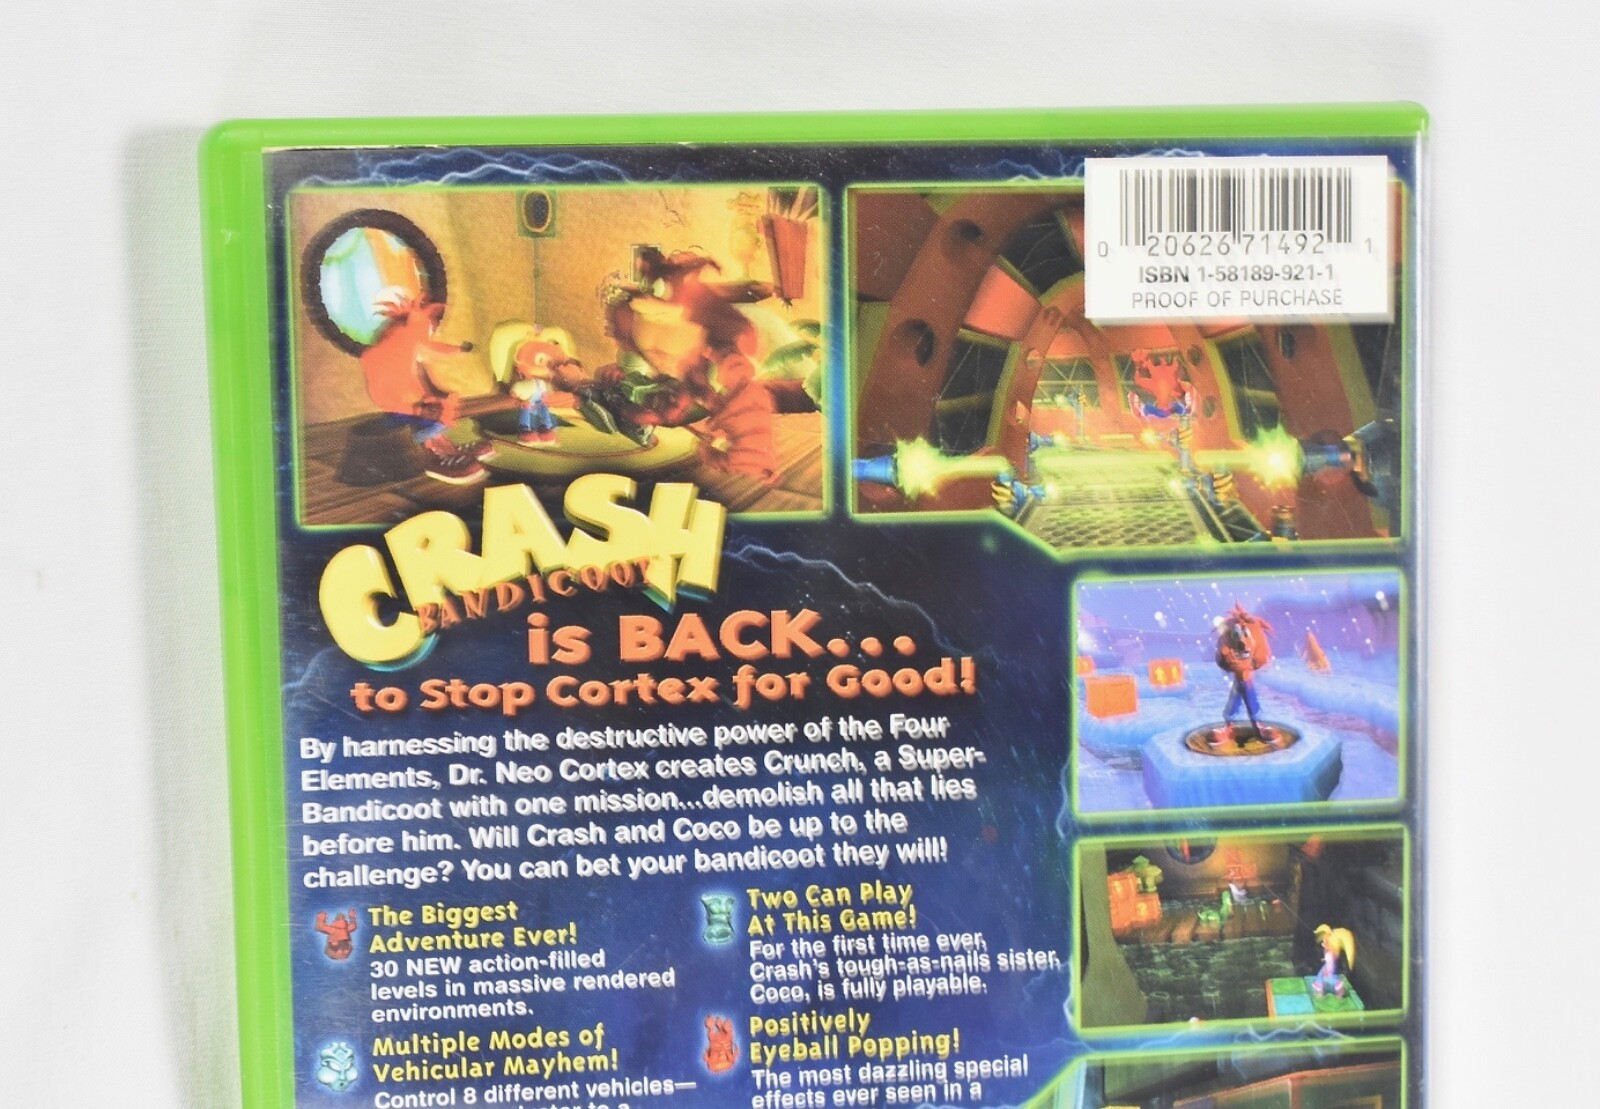 0 20626 71492 1
ISBN 1-58189-921-1
PROOF OF PURCHASE
CRASH
BANDICOOT
is BACK...
to Stop Cortex for Good!
By harnessing the destructive power of the Four
Elements, Dr. Neo Cortex creates Crunch, a Super-
Bandicoot with one mission...demolish all that lies
before him. Will Crash and Coco be up to the
challenge? You can bet your bandicoot they will!
The Biggest
Adventure Ever!
30 NEW action-filled
levels in massive rendered
environments.
Multiple Modes of
Vehicular Mayhem!
Control 8 different vehicles—
to a
Two Can Play
At This Game!
For the first time ever,
Crash's tough-as-nails sister,
Coco, is fully playable.
Positively
Eyeball Popping!
The most dazzling special
effects ever seen in a